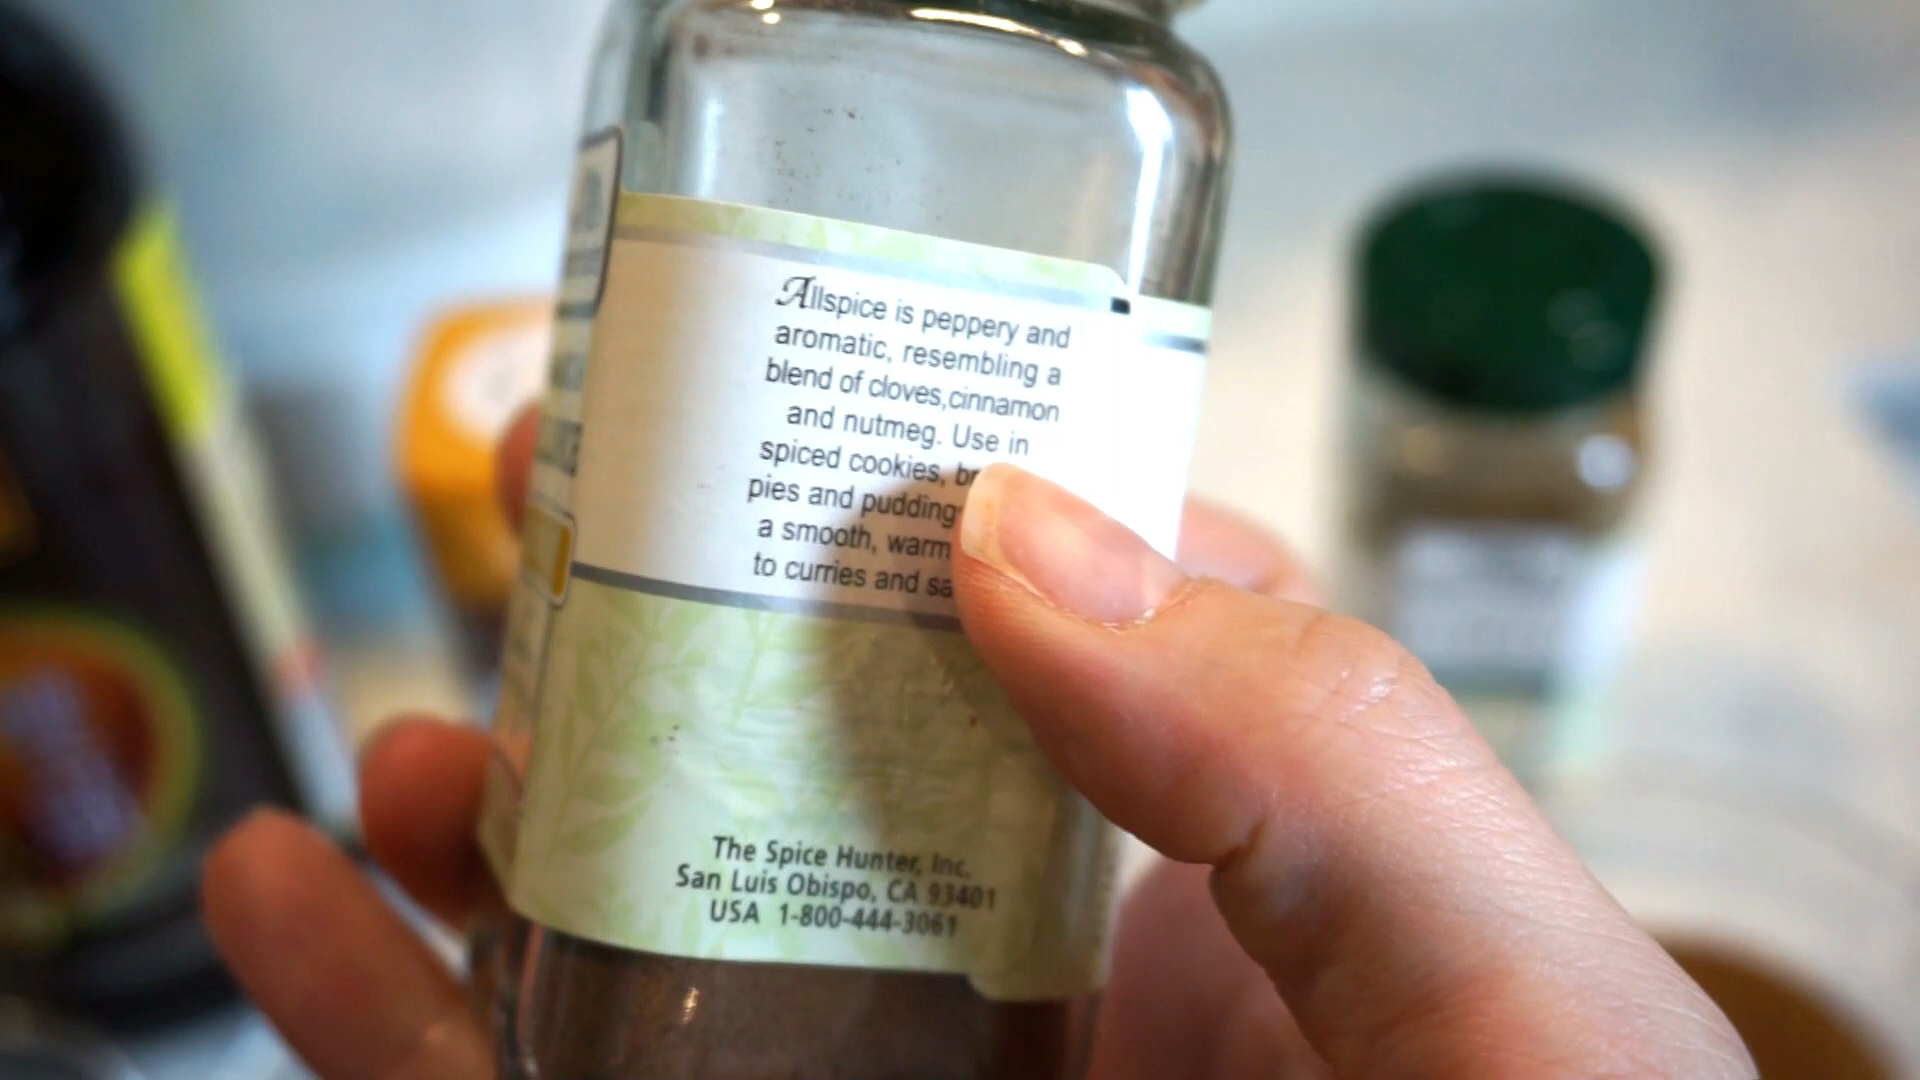 Allspice is peppery and
aromatic, resembling a
blend of cloves,cinnamon
and nutmeg. Use in
spiced cookies,
pies and pudding
a smooth, warm
to curries and
The Spice Hunter, Inc.
San Luis Obispo, CA 93401
USA 1-800-444-3061